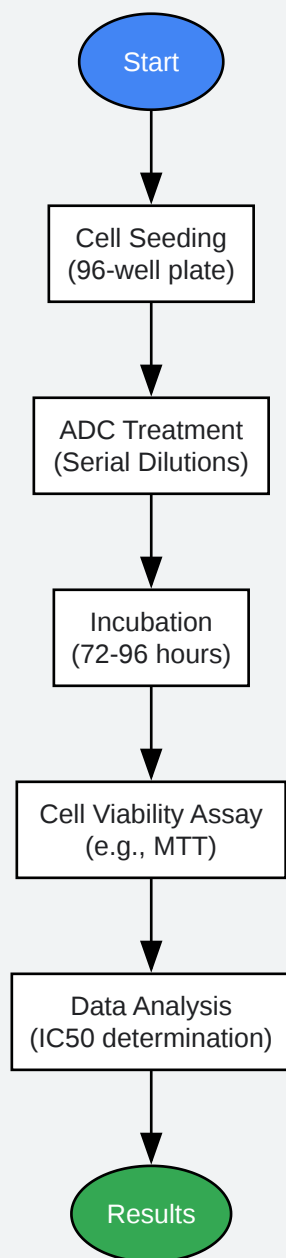 Start
Cell Seeding
(96-well plate)
ADC Treatment
(Serial Dilutions)
Incubation
(72-96 hours)
Cell Viability Assay
(e.g., MTT)
Data Analysis
(IC50 determination)
Results